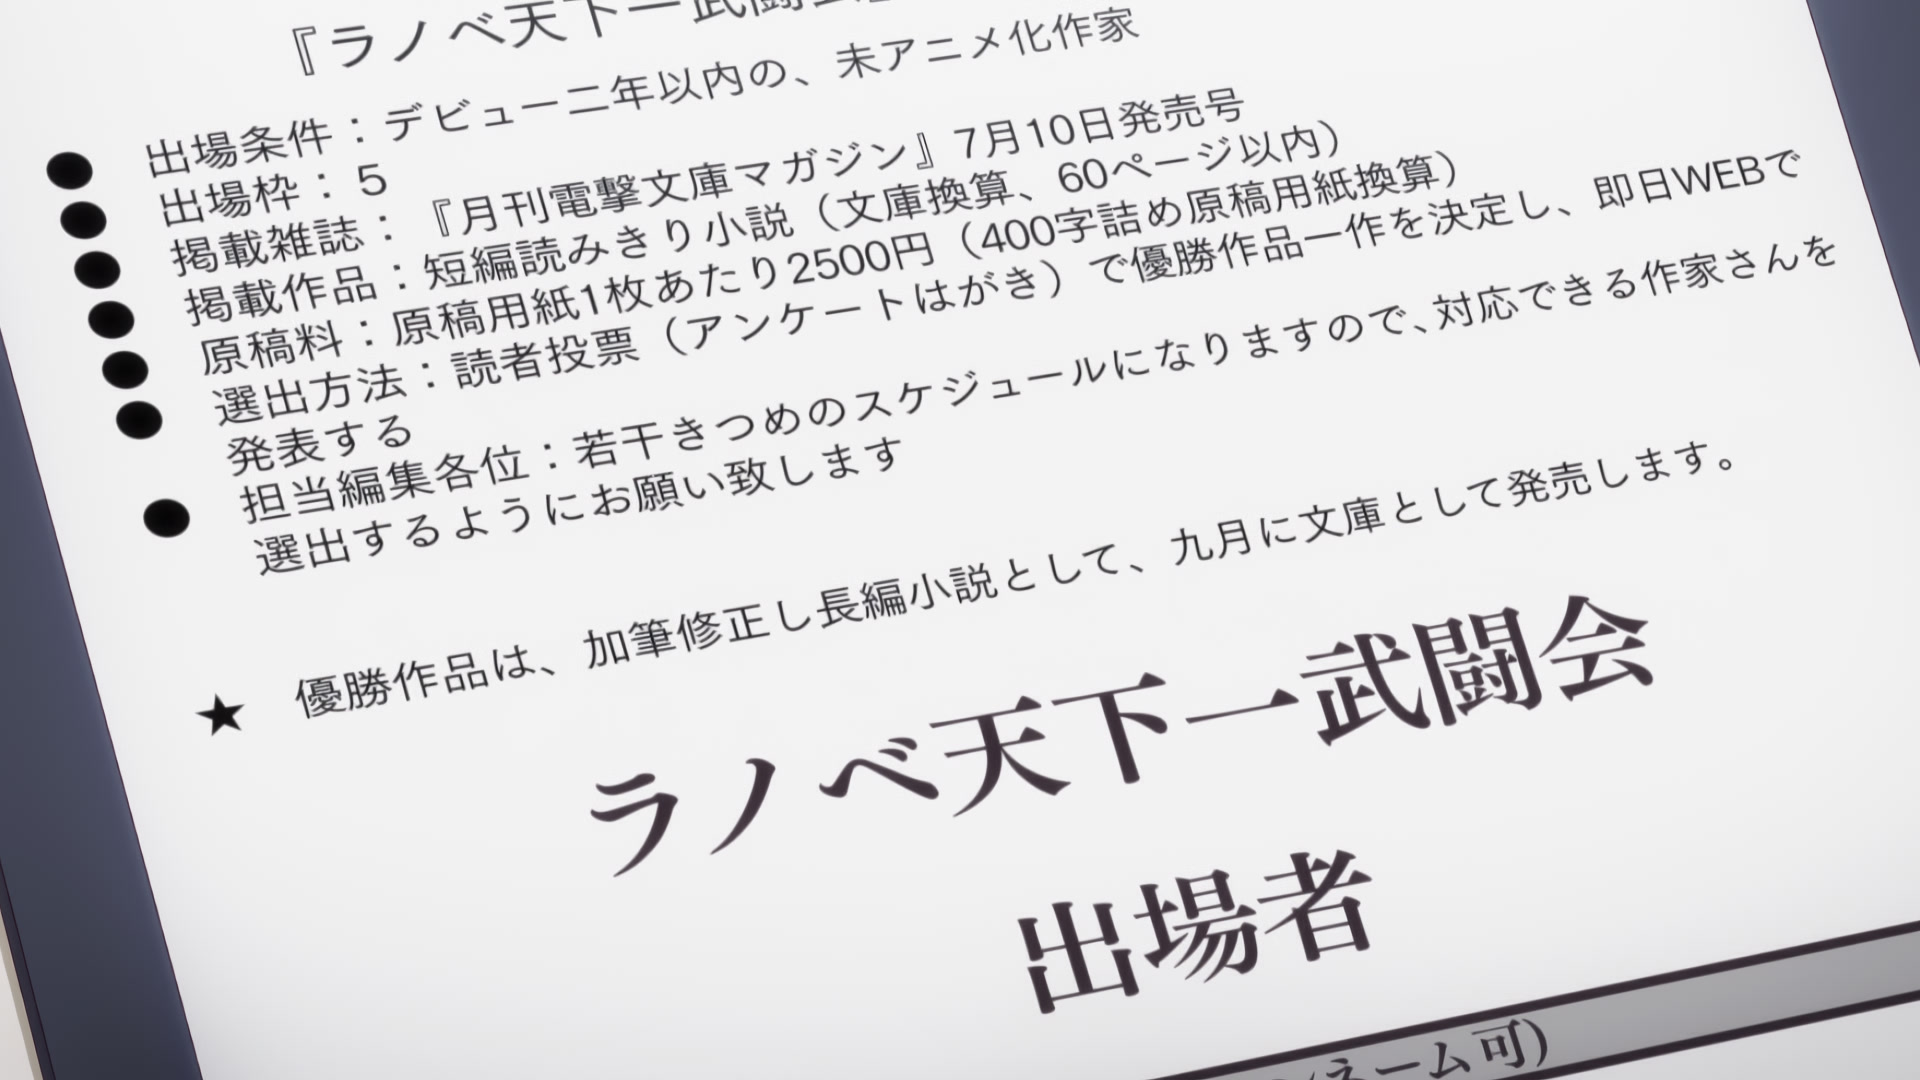 『ラノベ天下一武闘会』
出場条件：デビュー二年以内の、未アニメ化作家
出場枠：５
掲載雑誌：『月刊電撃文庫マガジン』7月10日発売号
掲載作品：短編読みきり小説（文庫換算、60ページ以内）
原稿料：原稿用紙1枚あたり2500円（400字詰め原稿用紙換算）
選出方法：読者投票（アンケートはがき）で優勝作品一作を決定し、即日WEBで
発表する
担当編集各位：若干きつめのスケジュールになりますので、対応できる作家さんを
選出するようにお願い致します
★ 優勝作品は、加筆修正し長編小説として、九月に文庫として発売します。
ラノベ天下一武闘会
出場者
ネーム可)